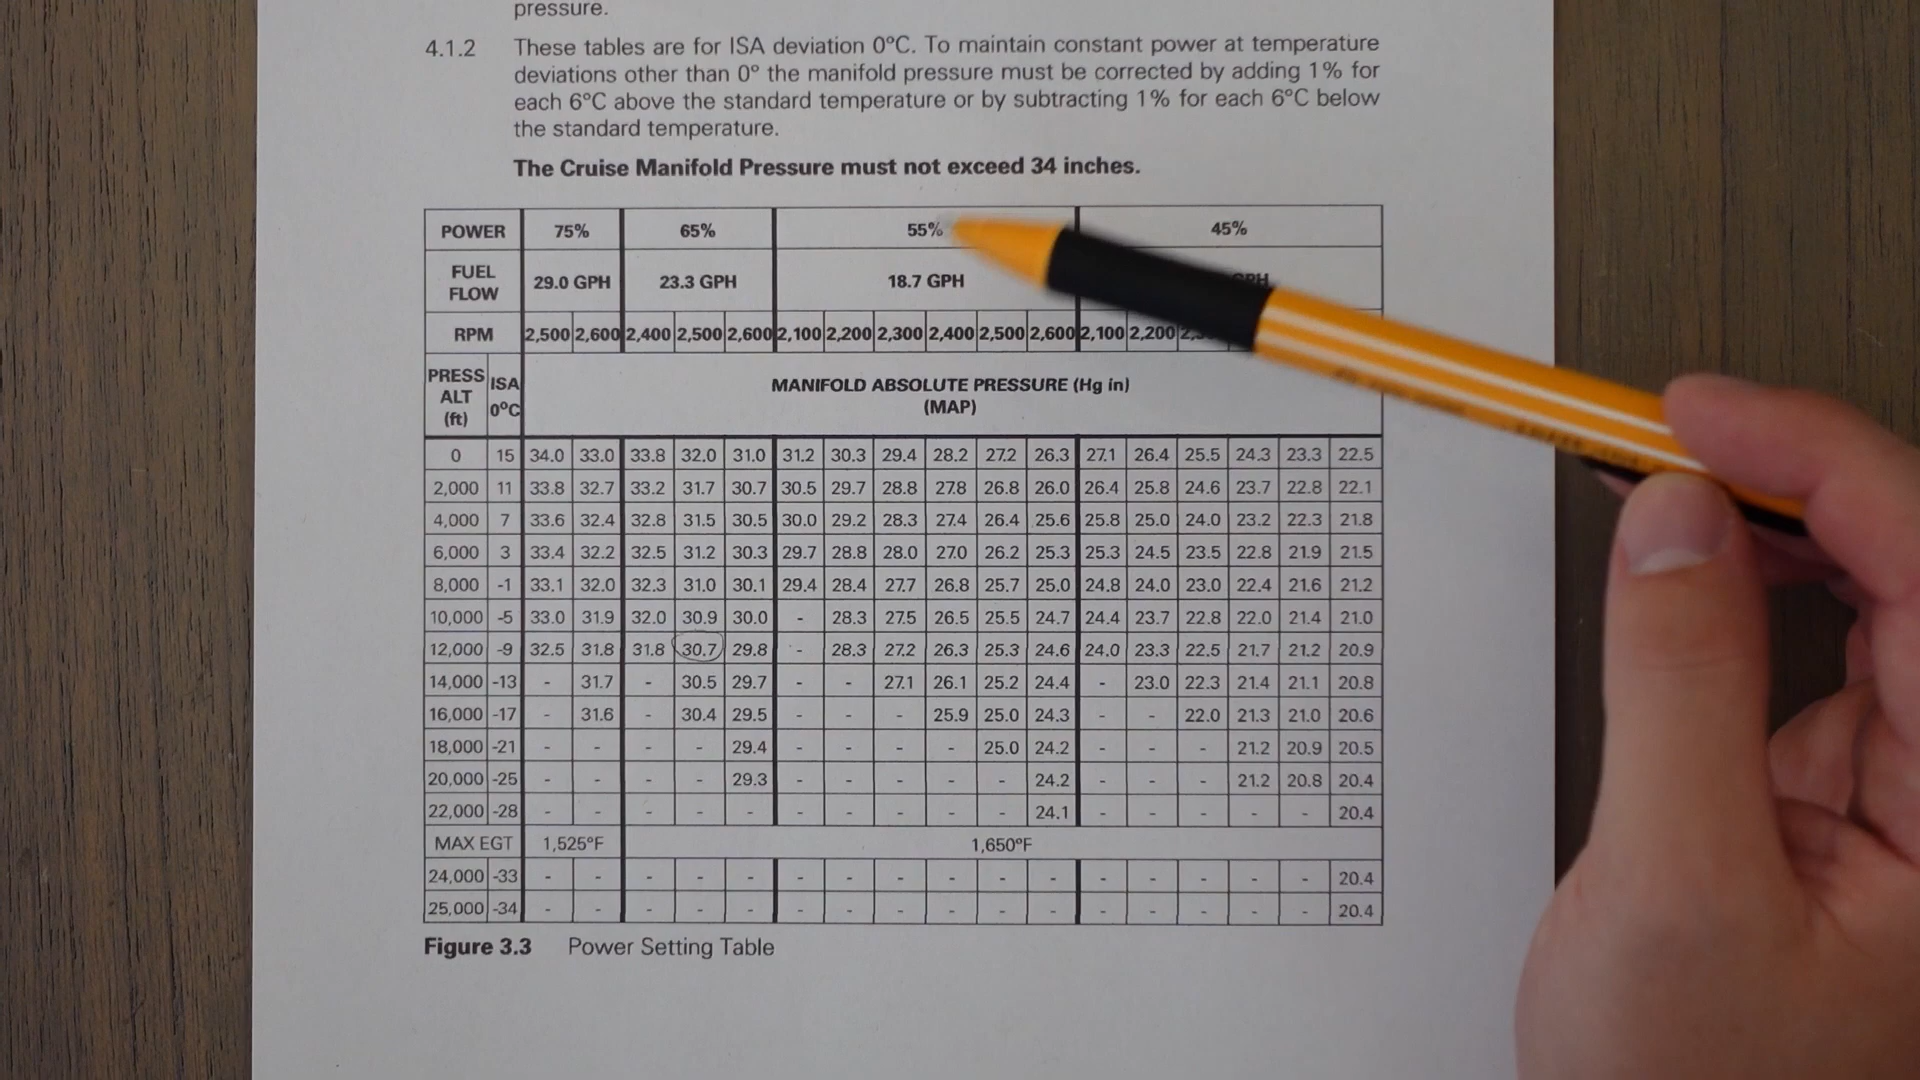 pressure.
4.1.2 These tables are for ISA deviation 0°C. To maintain constant power at temperature
deviations other than 0° the manifold pressure must be corrected by adding 1% for
each 6°C above the standard temperature or by subtracting 1% for each 6°C below
the standard temperature.
The Cruise Manifold Pressure must not exceed 34 inches.
POWER 75% 65% 55% 45%
FUEL FLOW 29.0 GPH 23.3 GPH 18.7 GPH GPH
RPM 2,500 2,600 2,400 2,500 2,600 2,100 2,200 2,300 2,400 2,500 2,600 2,100 2,200
PRESS ALT (ft) ISA 0°C MANIFOLD ABSOLUTE PRESSURE (Hg in)
(MAP)
0 15 34.0 33.0 33.8 32.0 31.0 31.2 30.3 29.4 28.2 27.2 26.3 27.1 26.4 25.5 24.3 23.3 22.5
2,000 11 33.8 32.7 33.2 31.7 30.7 30.5 29.7 28.8 27.8 26.8 26.0 26.4 25.8 24.6 23.7 22.8 22.1
4,000 7 33.6 32.4 32.8 31.5 30.5 30.0 29.2 28.3 27.4 26.4 25.6 25.8 25.0 24.0 23.2 22.3 21.8
6,000 3 33.4 32.2 32.5 31.2 30.3 29.7 28.8 28.0 27.0 26.2 25.3 25.3 24.5 23.5 22.8 21.9 21.5
8,000 -1 33.1 32.0 32.3 31.0 30.1 29.4 28.4 27.7 26.8 25.7 25.0 24.8 24.0 23.0 22.4 21.6 21.2
10,000 -5 33.0 31.9 32.0 30.9 30.0 - 28.3 27.5 26.5 25.5 24.7 24.4 23.7 22.8 22.0 21.4 21.0
12,000 -9 32.5 31.8 31.8 30.7 29.8 - 28.3 27.2 26.3 25.3 24.6 24.0 23.3 22.5 21.7 21.2 20.9
14,000 -13 - 31.7 - 30.5 29.7 - - 27.1 26.1 25.2 24.4 - 23.0 22.3 21.4 21.1 20.8
16,000 -17 - 31.6 - 30.4 29.5 - - - 25.9 25.0 24.3 - - 22.0 21.3 21.0 20.6
18,000 -21 - - - - 29.4 - - - - 25.0 24.2 - - - 21.2 20.9 20.5
20,000 -25 - - - - 29.3 - - - - - 24.2 - - - 21.2 20.8 20.4
22,000 -28 - - - - - - - - - - 24.1 - - - - - 20.4
MAX EGT 1,525°F 1,650°F
24,000 -33 - - - - - - - - - - - - - - - - 20.4
25,000 -34 - - - - - - - - - - - - - - - - 20.4
Figure 3.3 Power Setting Table